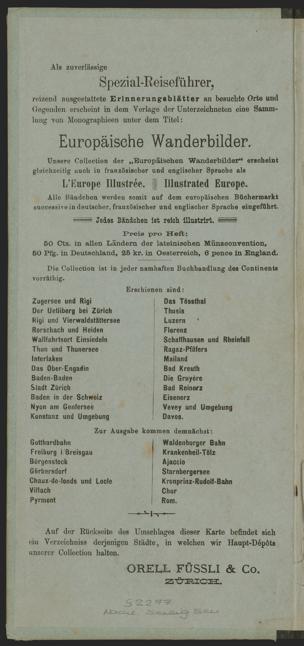 Als zuverlässige
Spezial-Reiseführer,
reizend ausgestattete Erinnerungsblätter an besuchte Orte und
Gegenden erscheint in dem Verlage der Unterzeichneten eine Samm-
lung von Monographieen unter dem Titel:
Europäische Wanderbilder.
Unsere Collection der „Europäischen Wanderbilder" erscheint
gleichzeitig auch in französischer und englischer Sprache als
L'Europe Illustrée. Illustrated Europe.
Alle Bändchen werden somit auf dem europäischen Büchermarkt
successive in deutscher, französischer und englischer Sprache eingeführt.
Jedes Bändchen ist reich illustrirt.
Preis pro Heft:
50 Cts. in allen Ländern der lateinischen Münzconvention,
50 Pfg. in Deutschland, 25 kr. in Oesterreich, 6 pence in England.
Die Collection ist in jeder namhaften Buchhandlung des Continents
vorräthig.
Erschienen sind:
Zugersee und Rigi
Der Uetliberg bei Zürich
Rigi und Vierwaldstättersee
Rorschach und Heiden
Wallfahrtsort Einsiedeln
Thun und Thunersee
Interlaken
Das Ober-Engadin
Baden-Baden
Stadt Zürich
Baden in der Schweiz
Nyon am Genfersee
Konstanz und Umgebung
Das Tössthal
Thusis
Luzern
Florenz
Schaffhausen und Rheinfall
Ragaz-Pfäfers
Mailand
Bad Kreuth
Die Gruyère
Bad Reinerz
Eisenerz
Vevey und Umgebung
Davos.
Zur Ausgabe kommen demnächst:
Gotthardbahn
Freiburg i Breisgau
Bürgenstock
Görbersdorf
Chaux-de-fonds und Locle
Villach
Pyrmont
Waldenburger Bahn
Krankenheil-Tölz
Ajaccio
Starnbergersee
Kronprinz-Rudolf-Bahn
Chur
Rom.
Auf der Rückseite des Umschlages dieser Karte befindet sich
ein Verzeichniss derjenigen Städte, in welchen wir Haupt-Dépôts
unserer Collection halten.
ORELL FÜSSLI & Co.
ZÜRICH.